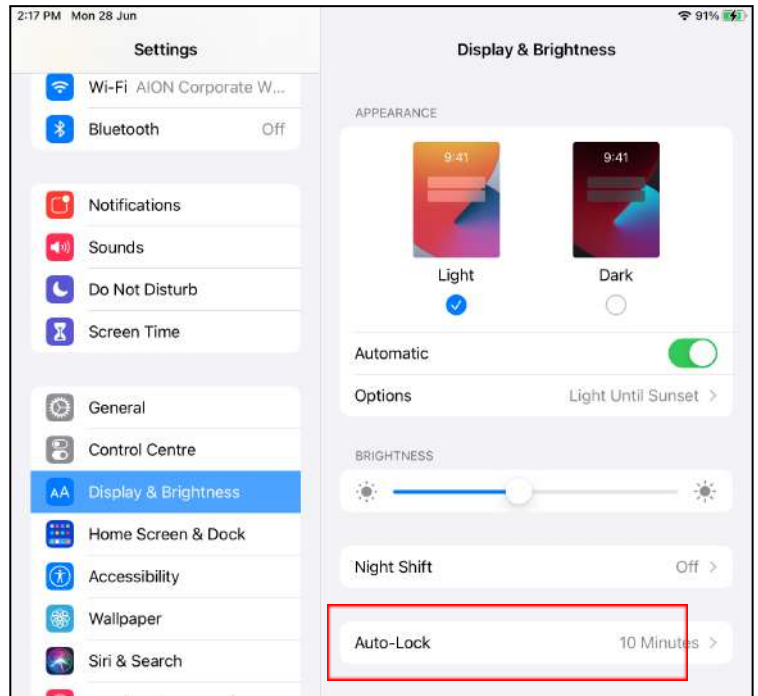 2:17 PM Mon 28 Jun
91%
Settings
Wi-Fi AION Corporate W...
Bluetooth Off
Notifications
Sounds
Do Not Disturb
Screen Time
General
Control Centre
AA Display & Brightness
Home Screen & Dock
Accessibility
Wallpaper
Siri & Search
Display & Brightness
APPEARANCE
9:41 9:41
Light Dark
Automatic
Options Light Until Sunset
BRIGHTNESS
Night Shift Off
Auto-Lock 10 Minutes